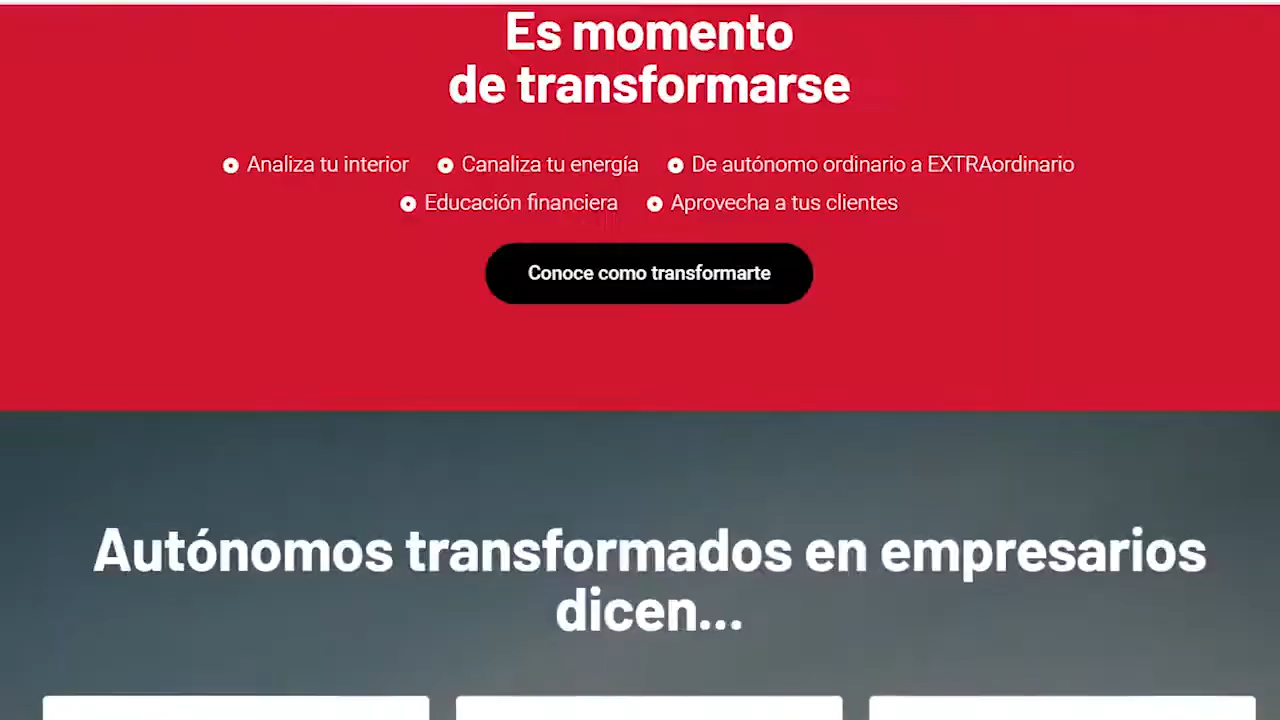 Es momento
de transformarse
Analiza tu interior Canaliza tu energía De autónomo ordinario a EXTRAordinario
Educación financiera Aprovecha a tus clientes
Conoce como transformarte
Autónomos transformados en empresarios
dicen...